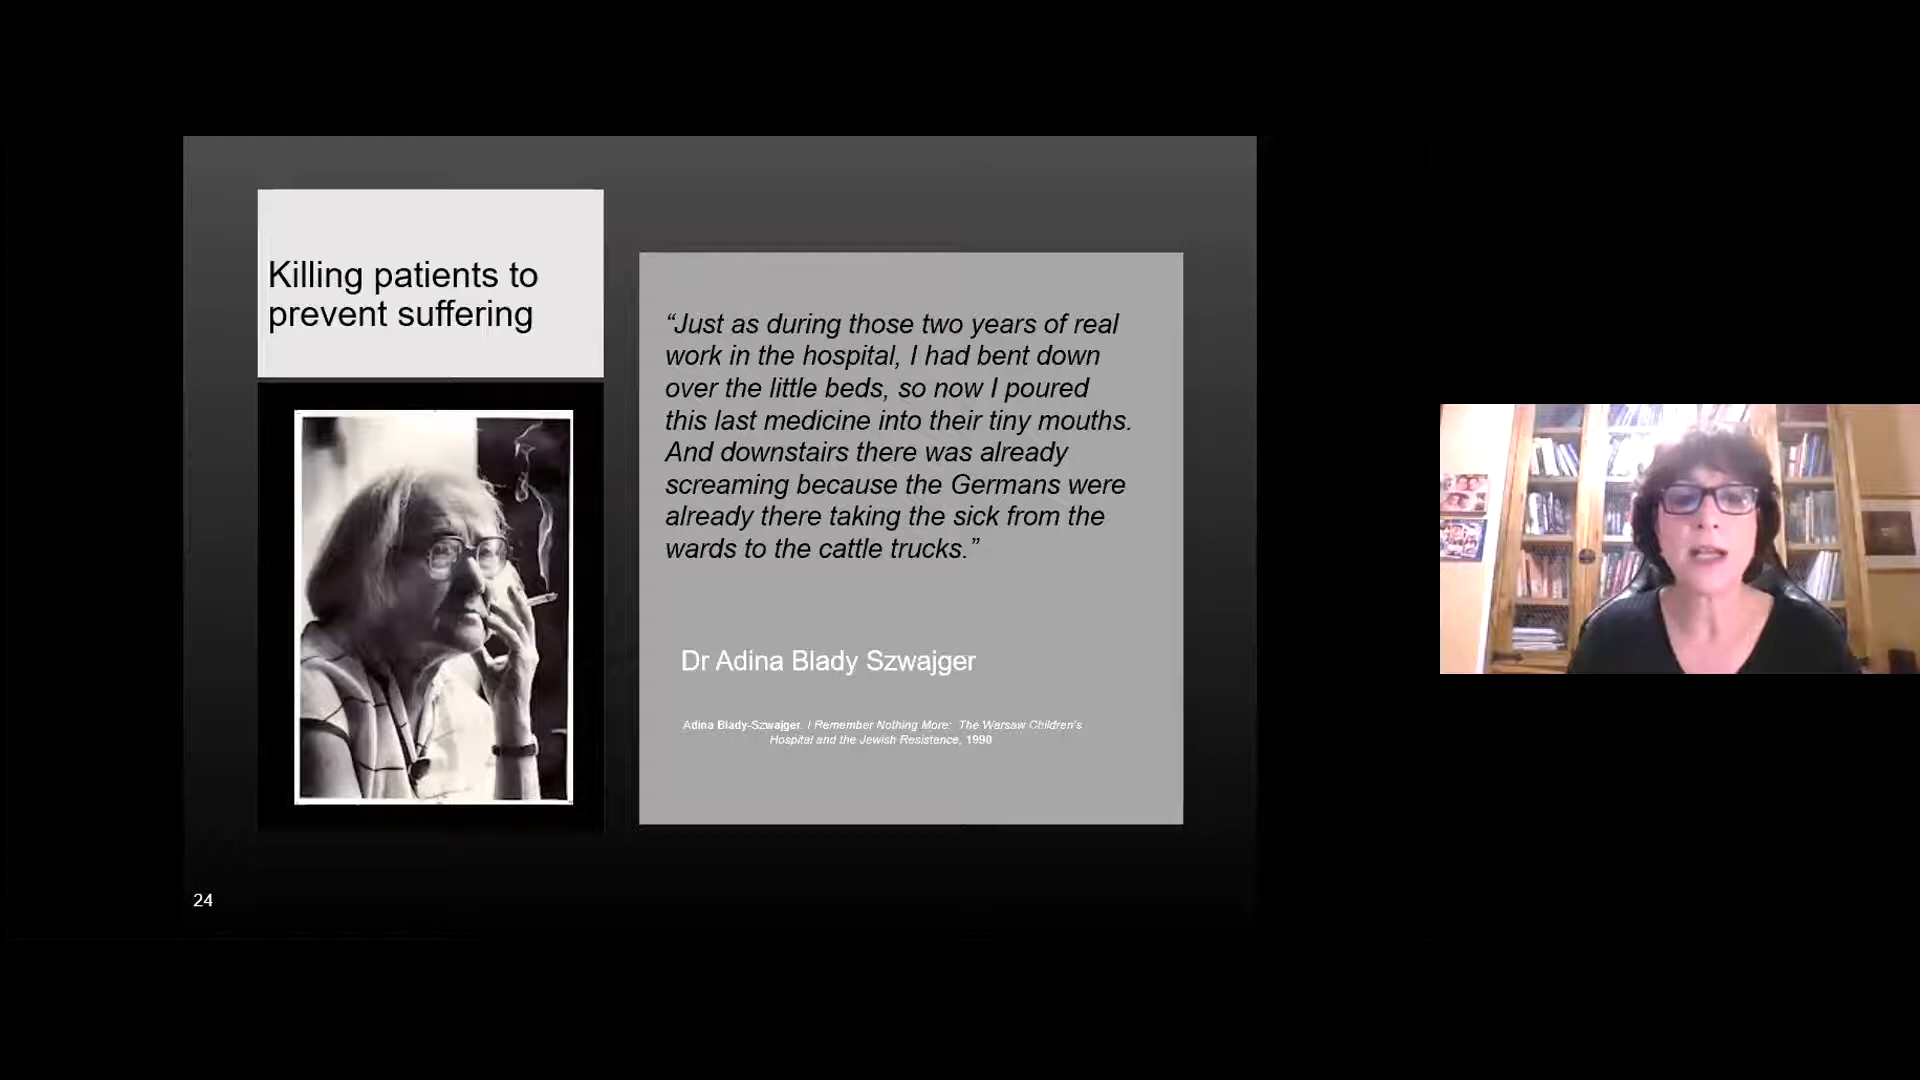 Killing patients to
prevent suffering
“Just as during those two years of real
work in the hospital, I had bent down
over the little beds, so now I poured
this last medicine into their tiny mouths.
And downstairs there was already
screaming because the Germans were
already there taking the sick from the
wards to the cattle trucks.”
Dr Adina Blady Szwajger
Adina Blady-Szwajger. I Remember Nothing More: The Warsaw Children's
Hospital and the Jewish Resistance, 1990
24